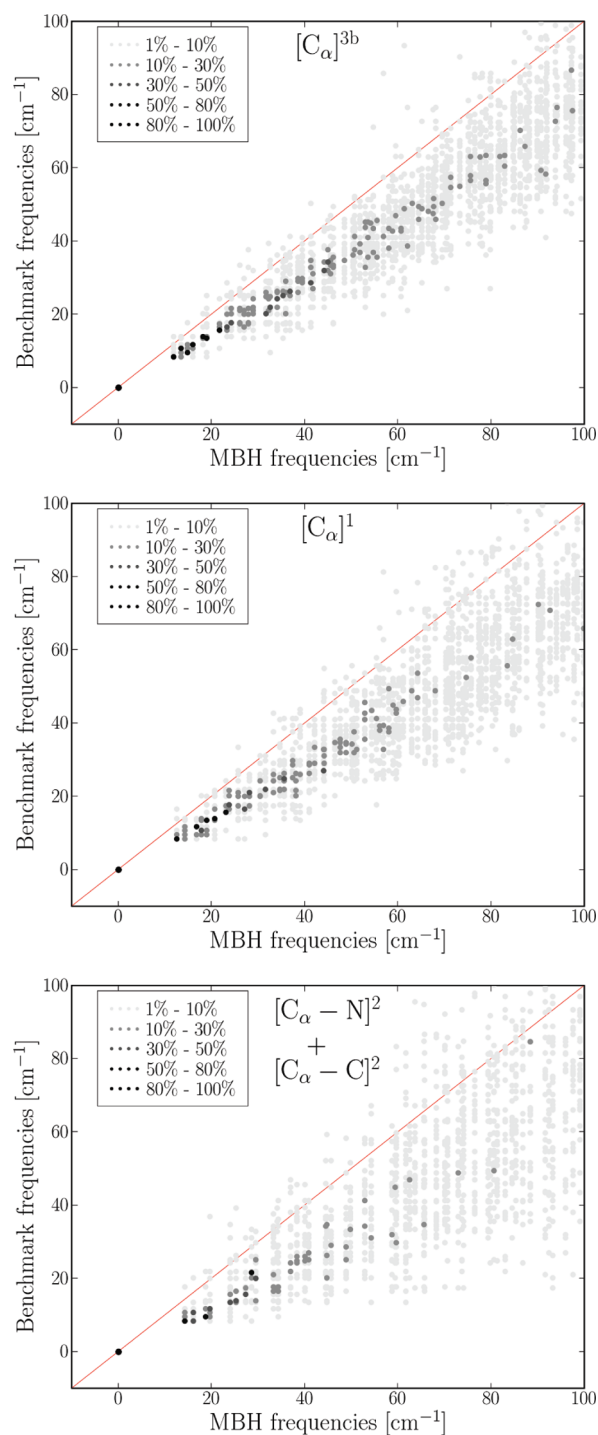 [Cα]³ᵇ
1% - 10%
10% - 30%
30% - 50%
50% - 80%
80% - 100%
Benchmark frequencies [cm⁻¹]
100
80
60
40
20
0
0 20 40 60 80 100
MBH frequencies [cm⁻¹]
[Cα]¹
1% - 10%
10% - 30%
30% - 50%
50% - 80%
80% - 100%
Benchmark frequencies [cm⁻¹]
100
80
60
40
20
0
0 20 40 60 80 100
MBH frequencies [cm⁻¹]
[Cα − N]²
+
[Cα − C]²
1% - 10%
10% - 30%
30% - 50%
50% - 80%
80% - 100%
Benchmark frequencies [cm⁻¹]
100
80
60
40
20
0
0 20 40 60 80 100
MBH frequencies [cm⁻¹]